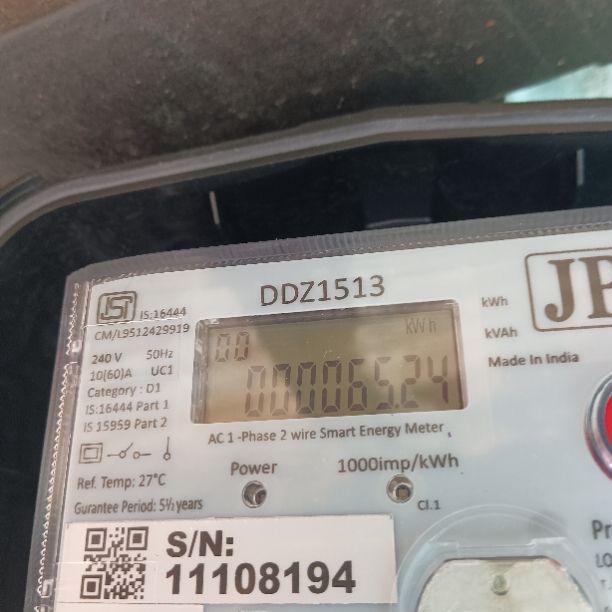 DDZ1513
IS:16444
CM/L9512429919
240 V 50Hz
10(60)A UC1
Category : D1
IS:16444 Part 1
IS 15959 Part 2
00 kWh
00006524
kWh
kVAh
Made In India
JP
AC 1 -Phase 2 wire Smart Energy Meter
Power 1000imp/kWh
Cl.1
Ref. Temp: 27°C
Gurantee Period: 5½ years
S/N:
11108194